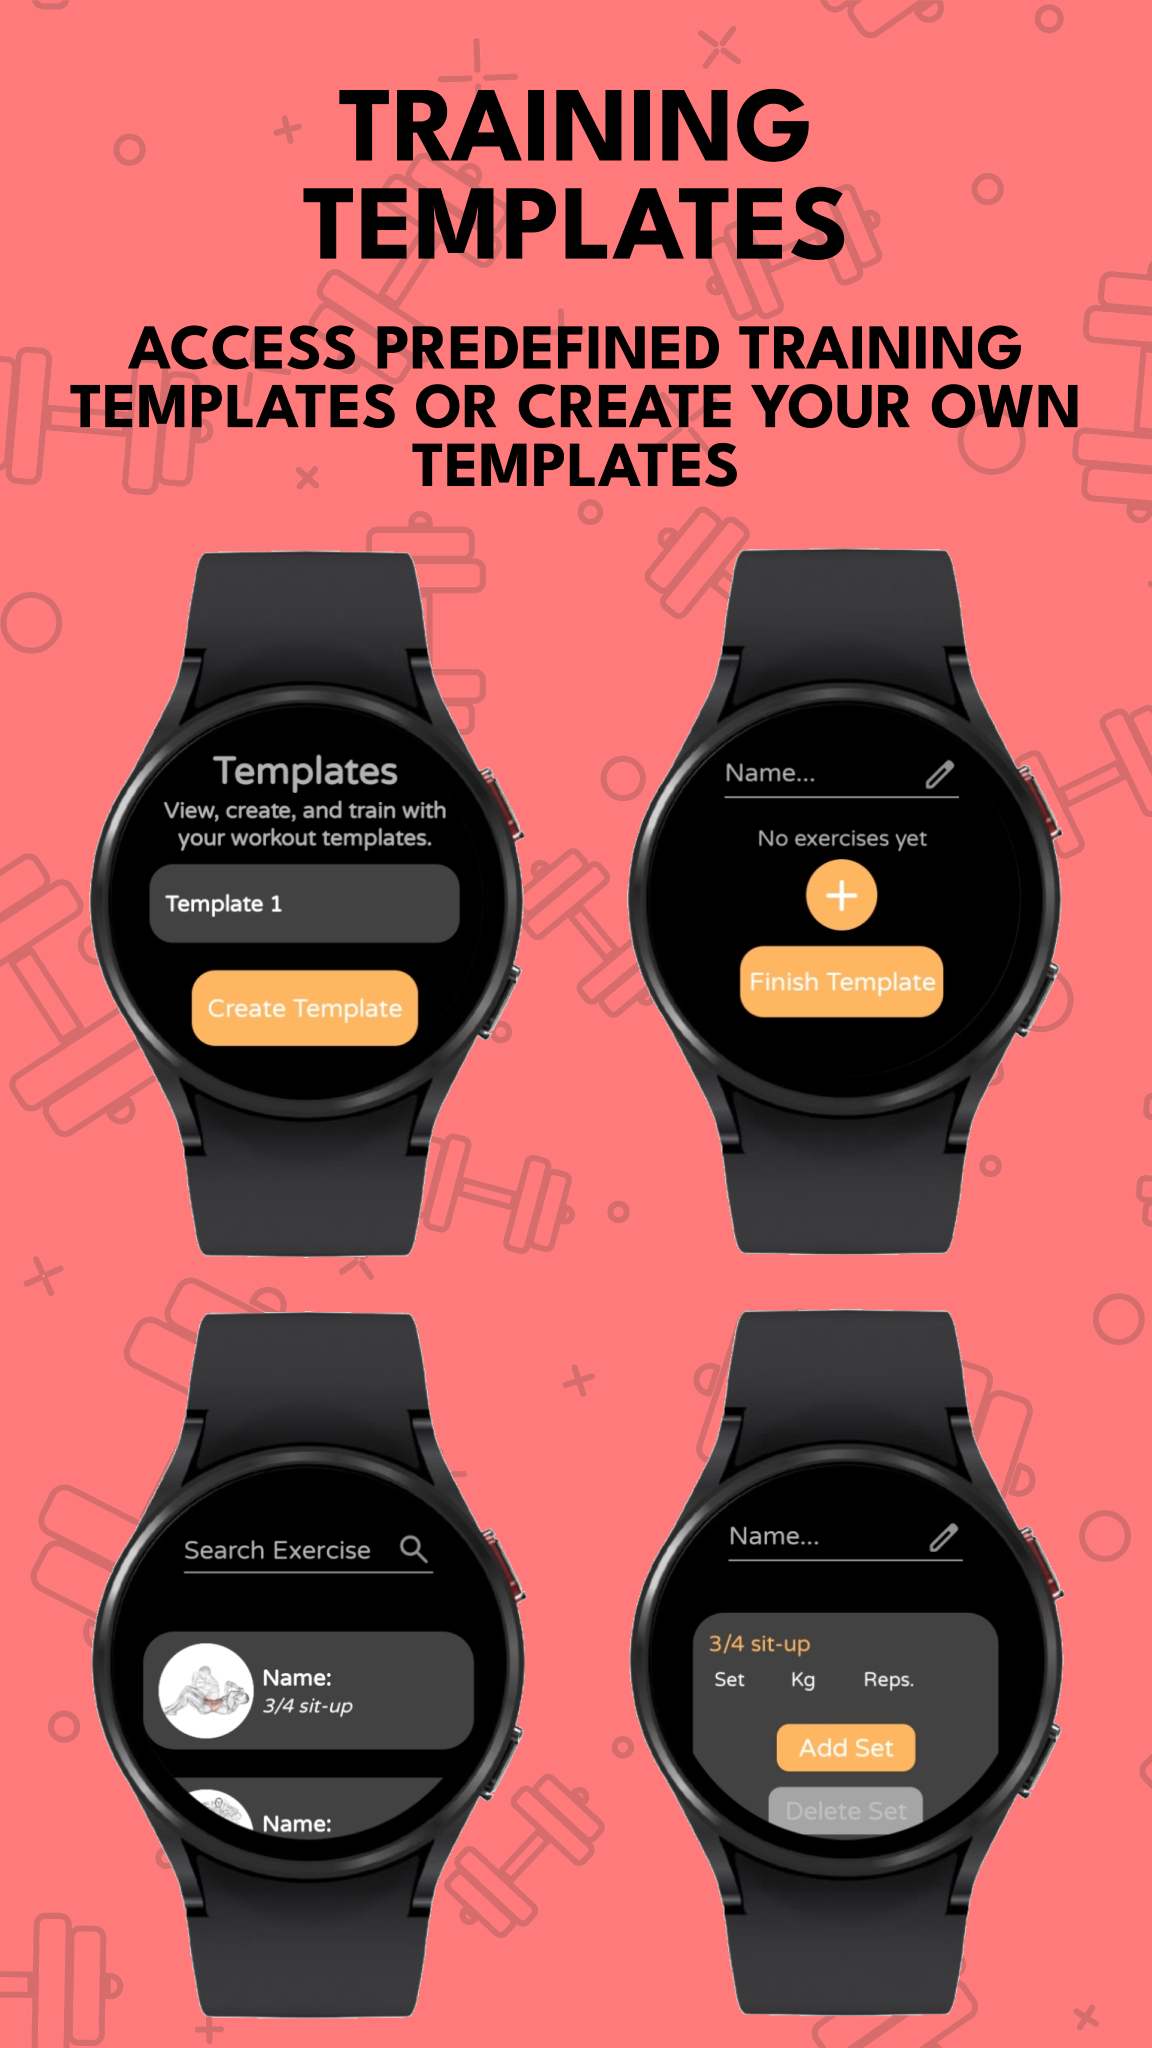 TRAINING
TEMPLATES
ACCESS PREDEFINED TRAINING
TEMPLATES OR CREATE YOUR OWN
TEMPLATES
Templates
View, create, and train with
your workout templates.
Template 1
Create Template
Name...
No exercises yet
Finish Template
Search Exercise
Name:
3/4 sit-up
Name:
Name...
3/4 sit-up
Set Kg Reps.
Add Set
Delete Set